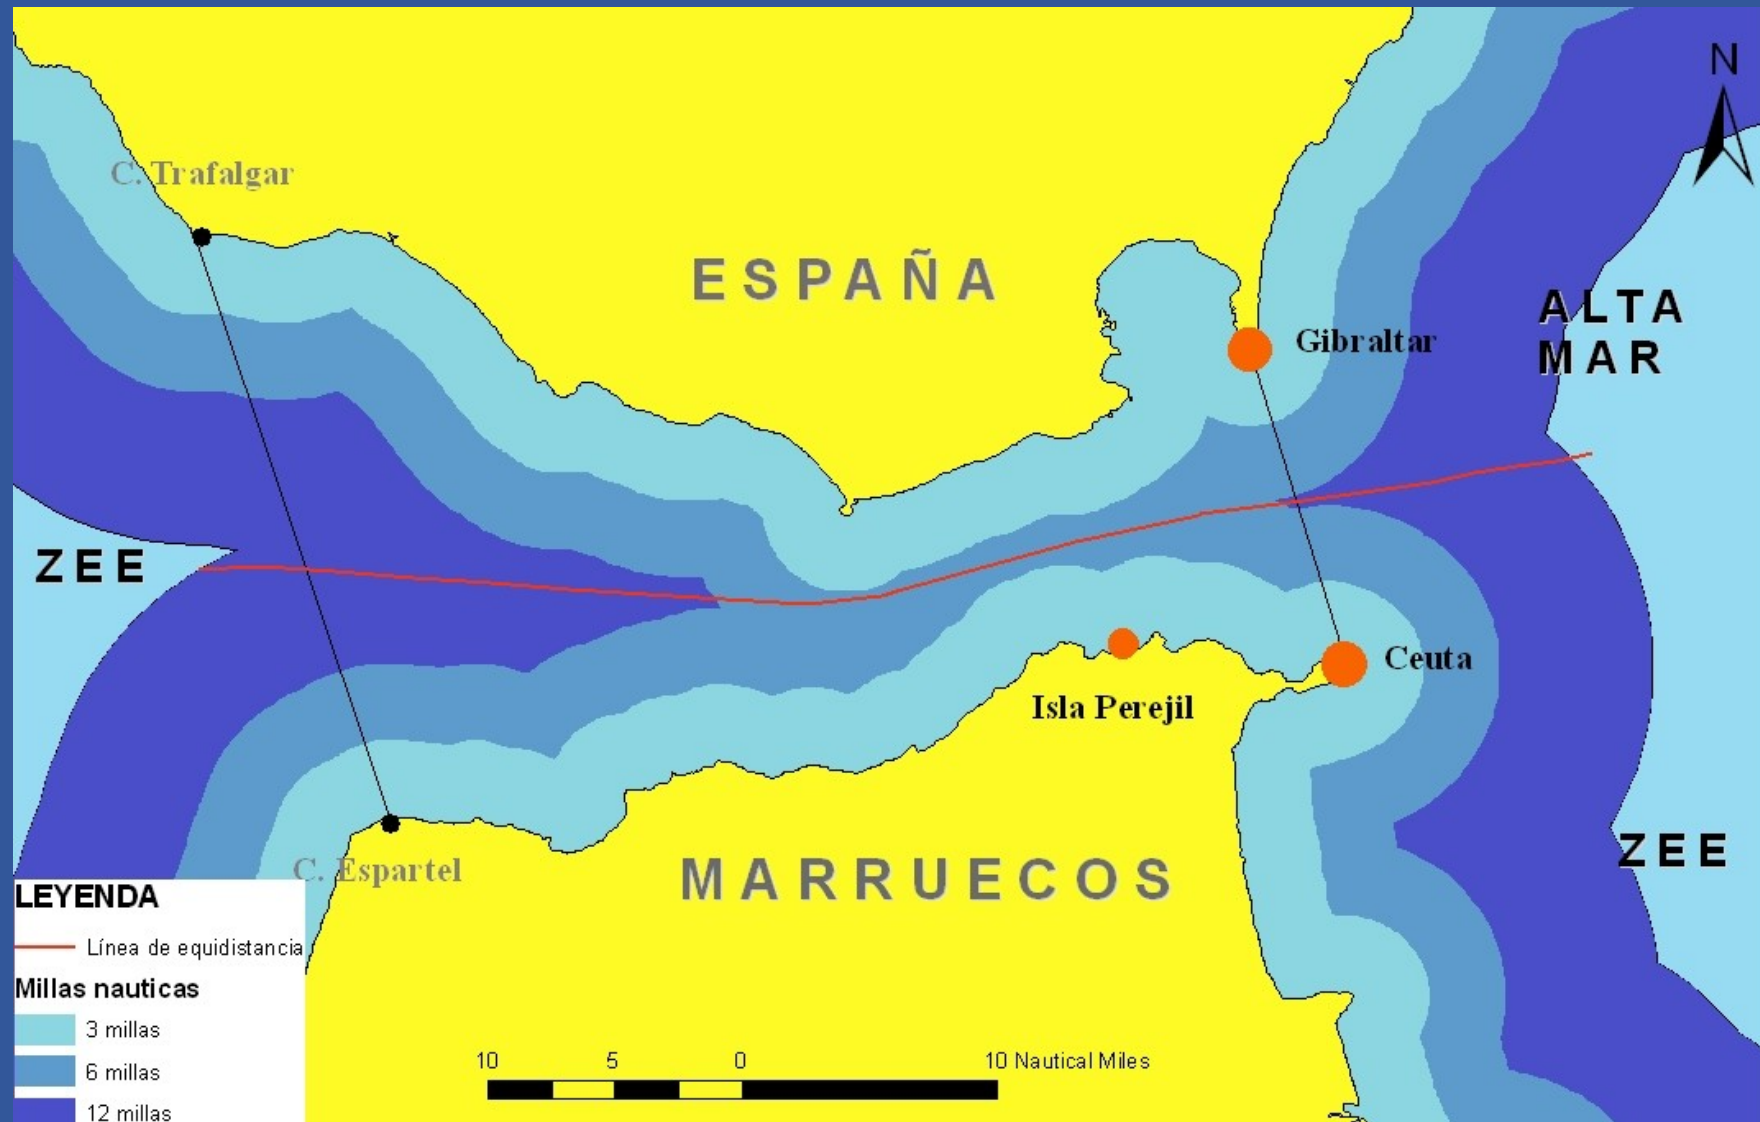 N
C. Trafalgar
ESPAÑA
ALTA
MAR
Gibraltar
ZEE
Ceuta
Isla Perejil
ZEE
C. Espartel
MARRUECOS
LEYENDA
Línea de equidistancia
Millas nauticas
3 millas
6 millas
12 millas
10 5 0 10 Nautical Miles